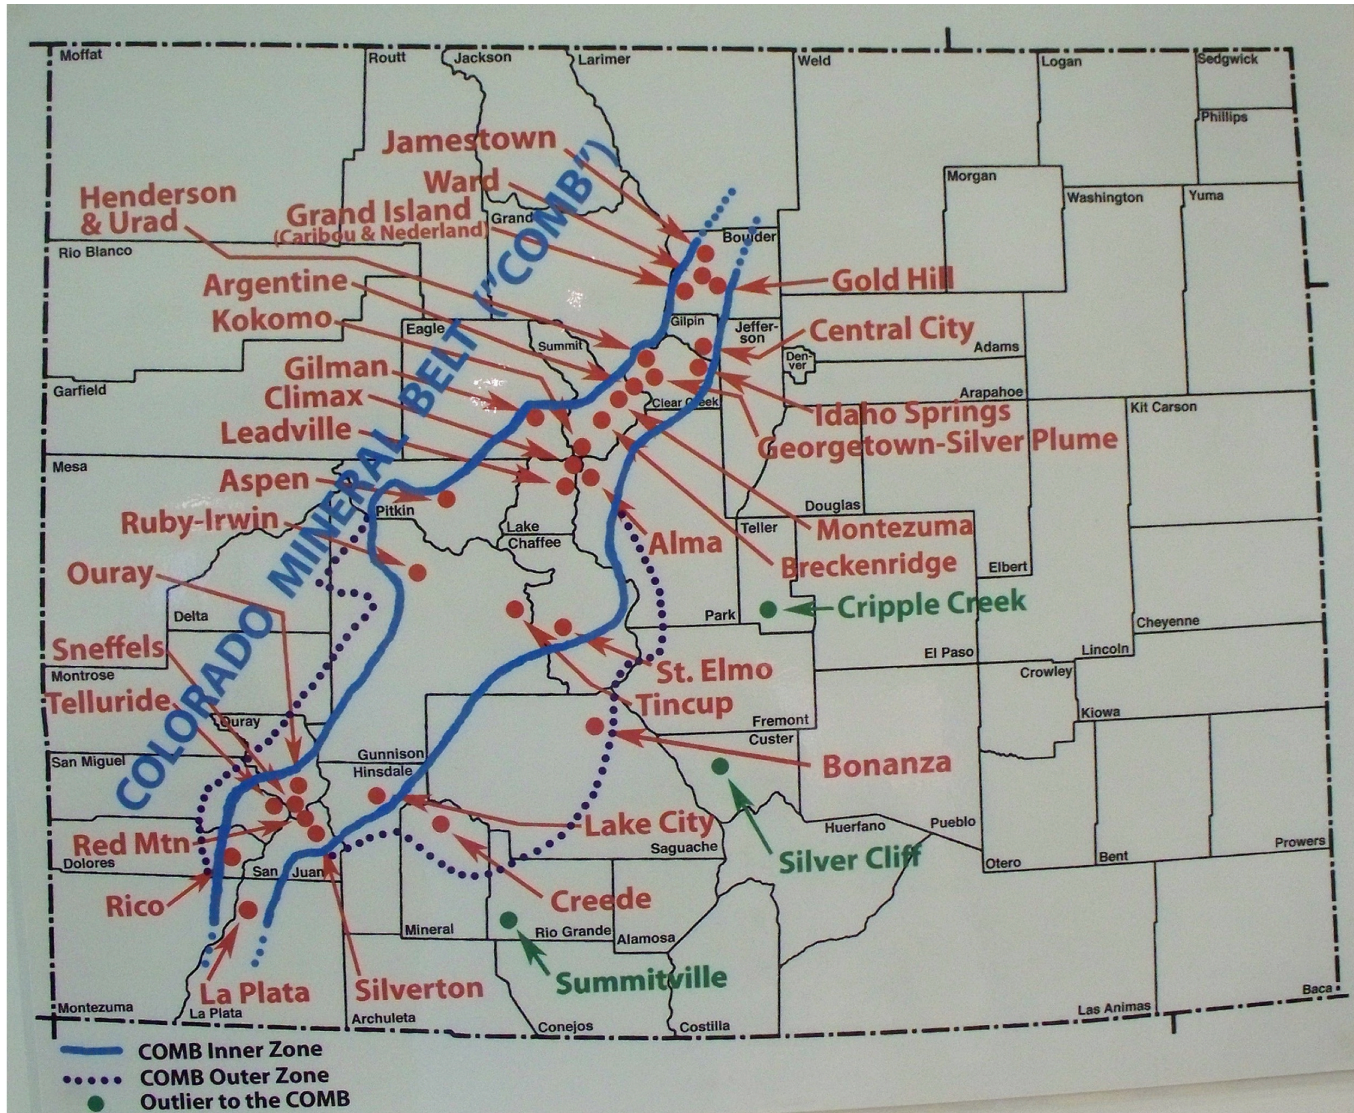 Moffat
Routt
Jackson
Larimer
Weld
Logan
Sedgwick
Phillips
Jamestown
Ward
Morgan
Washington
Yuma
Henderson
& Urad
Grand Island
(Caribou & Nederland)
Grand
Boulder
Rio Blanco
Argentine
Gold Hill
Kokomo
Eagle
Summit
Gilpin
Jeffer-
son
Central City
Den-
ver
Adams
Gilman
Garfield
Arapahoe
Climax
Clear Creek
Idaho Springs
Kit Carson
Leadville
Georgetown-Silver Plume
Mesa
Aspen
Pitkin
Douglas
Ruby-Irwin
Lake
Chaffee
Teller
Montezuma
Alma
Breckenridge
Elbert
Ouray
COLORADO MINERAL BELT ("COMB")
Delta
Park
Cripple Creek
Cheyenne
Sneffels
Montrose
St. Elmo
El Paso
Lincoln
Crowley
Telluride
Tincup
Kiowa
Ouray
Fremont
Custer
San Miguel
Gunnison
Hinsdale
Bonanza
Lake City
Huerfano
Pueblo
Red Mtn
Saguache
Prowers
Dolores
San Juan
Silver Cliff
Otero
Bent
Rico
Creede
Mineral
Rio Grande
Alamosa
La Plata
Silverton
Summitville
Montezuma
La Plata
Archuleta
Conejos
Costilla
Las Animas
Baca
COMB Inner Zone
COMB Outer Zone
Outlier to the COMB